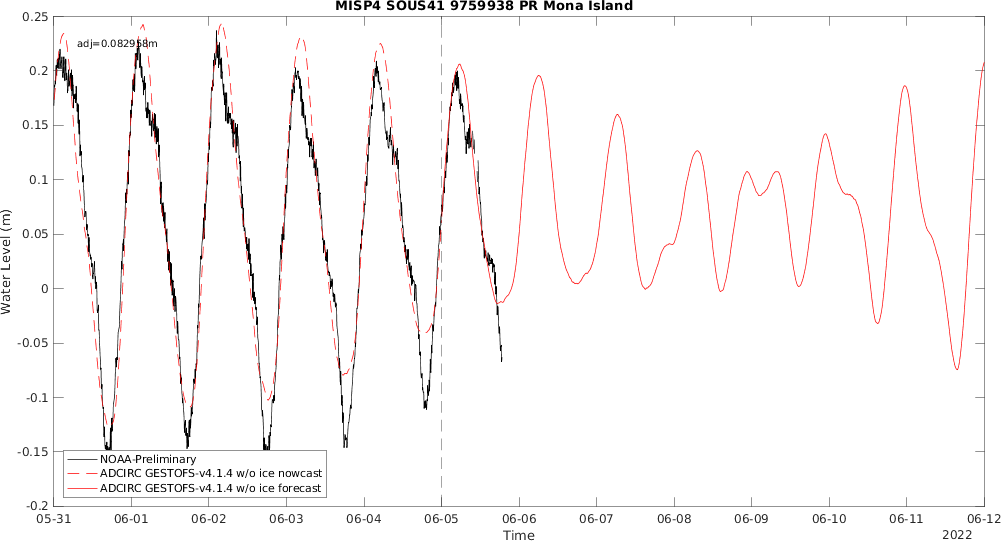 MISP4 SOUS41 9759938 PR Mona Island
adj=0.082958m
0.25
0.2
0.15
0.1
0.05
0
-0.05
-0.1
-0.15
-0.2
Water Level (m)
NOAA-Preliminary
ADCIRC GESTOFS-v4.1.4 w/o ice nowcast
ADCIRC GESTOFS-v4.1.4 w/o ice forecast
05-31 06-01 06-02 06-03 06-04 06-05 06-06 06-07 06-08 06-09 06-10 06-11 06-12
Time
2022